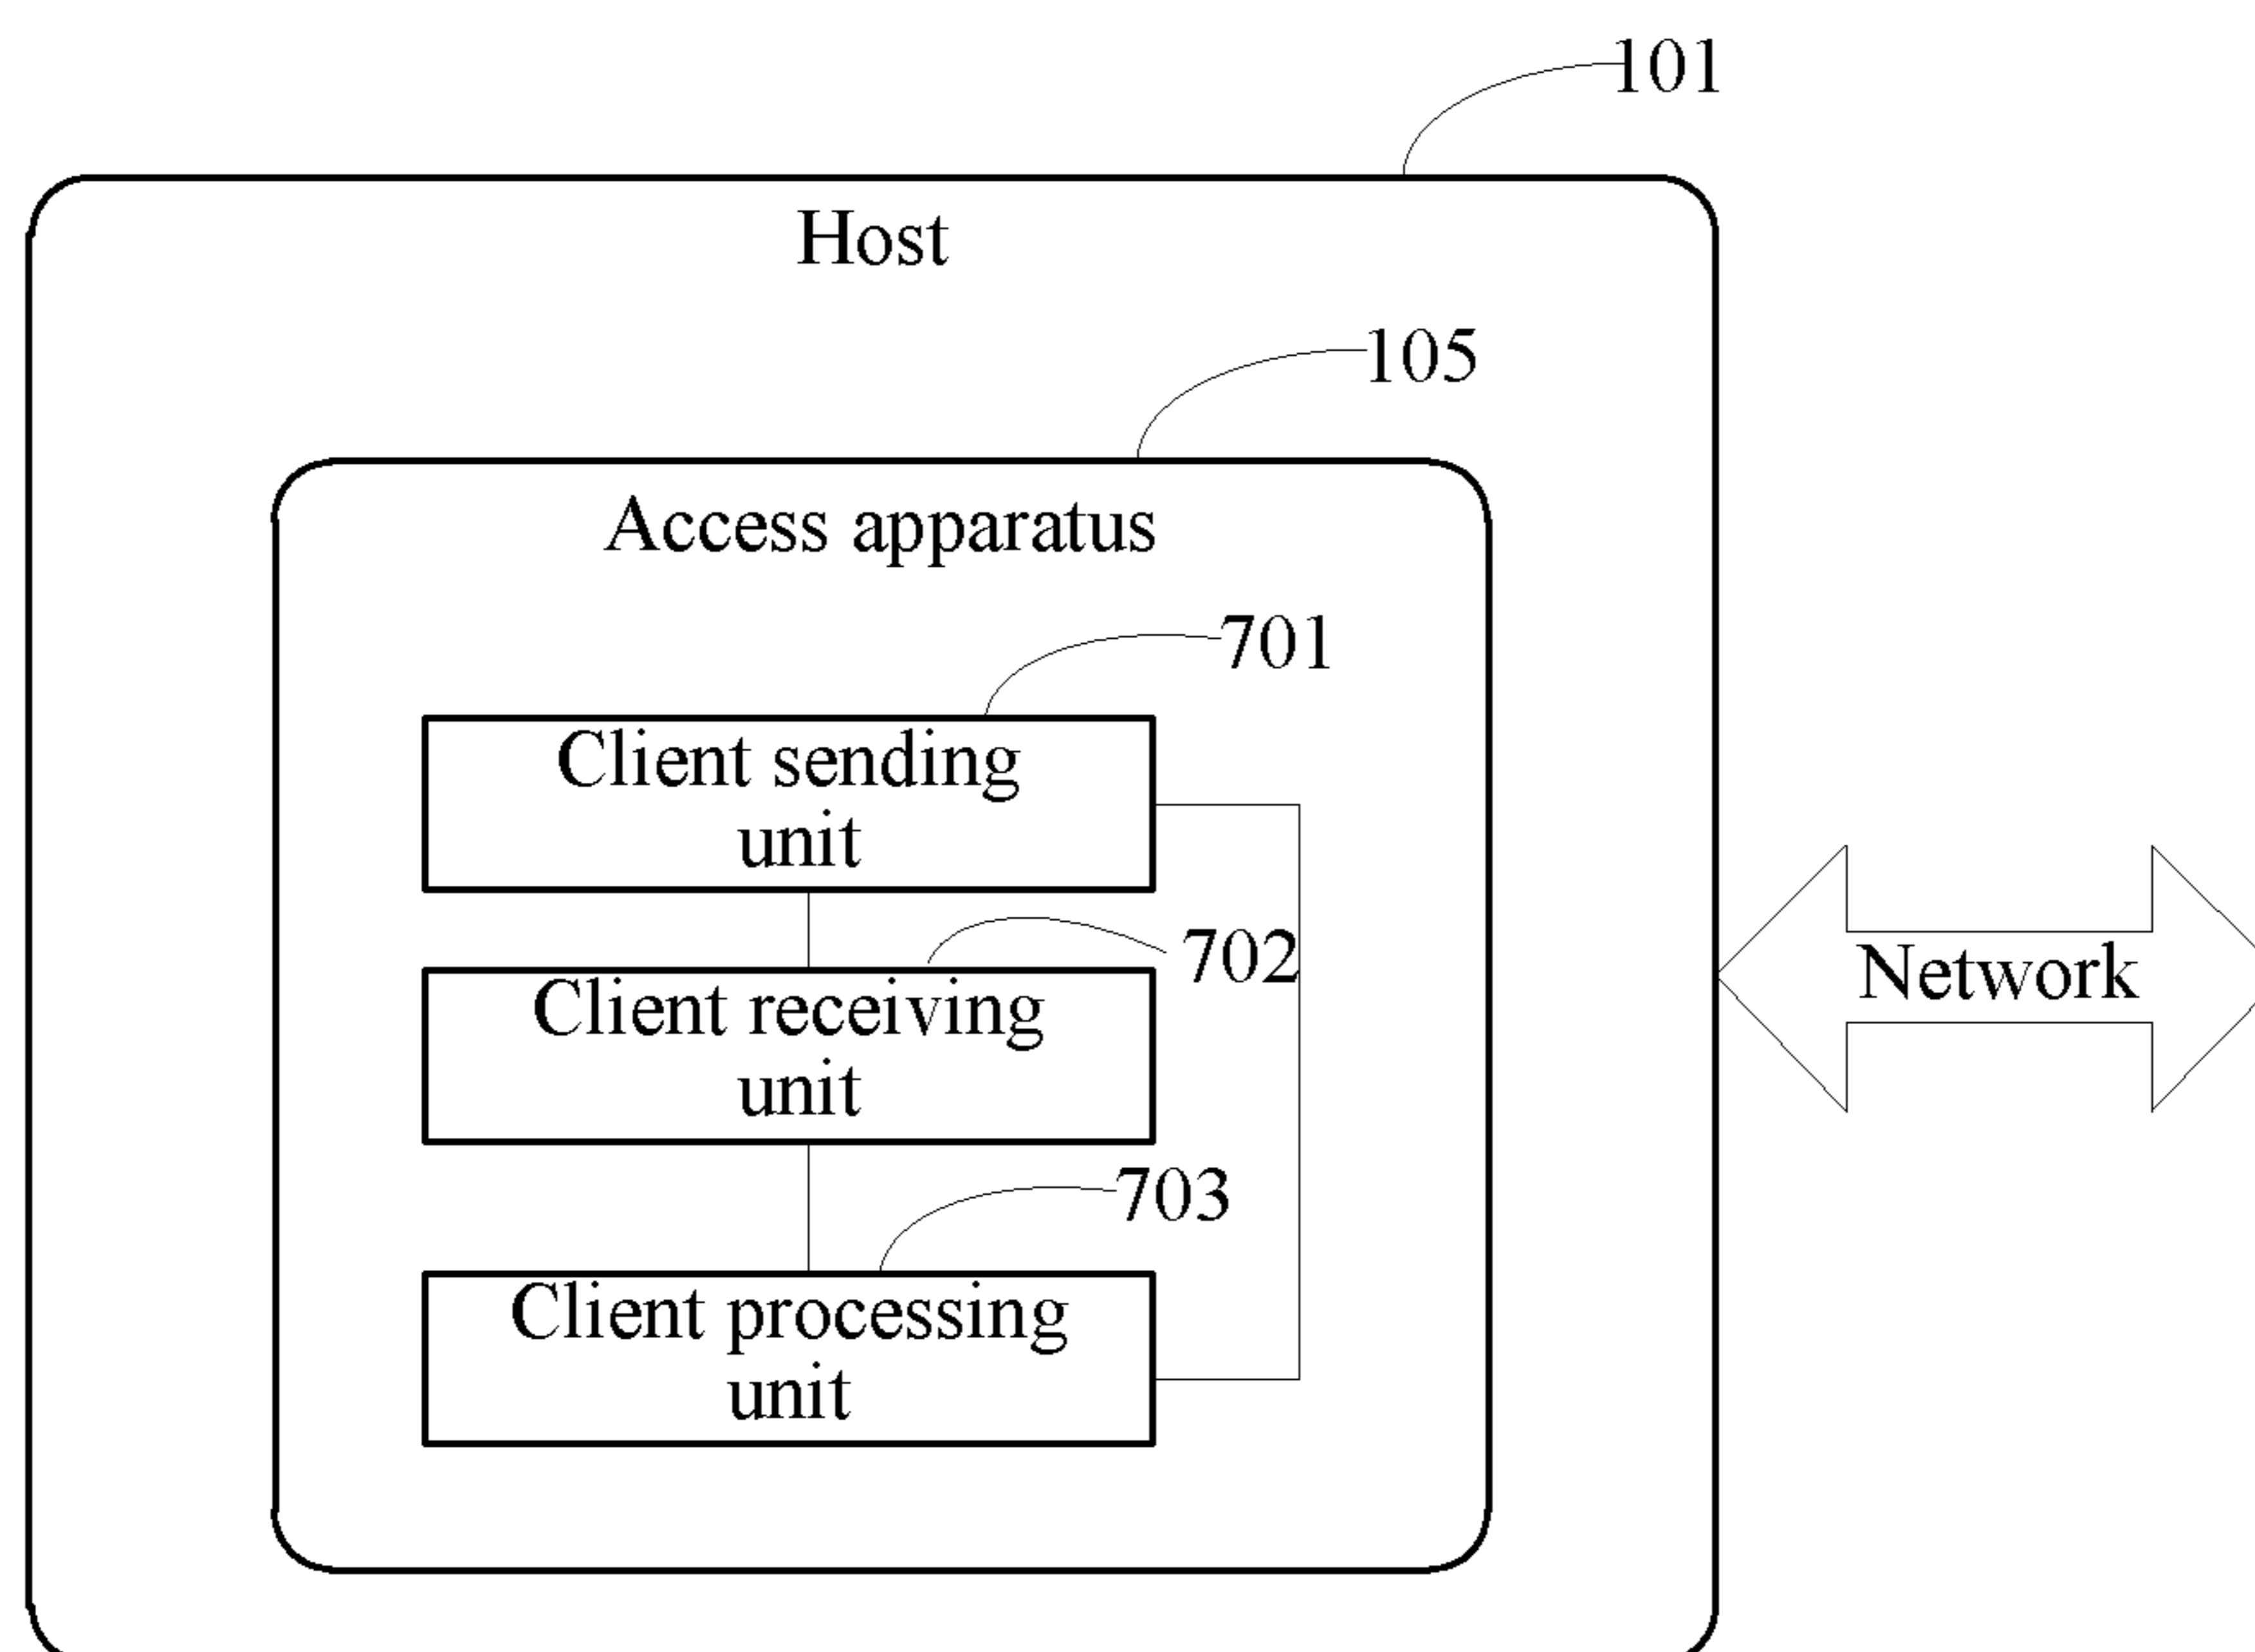 101
Host
105
Access apparatus
701
Client sending
unit
702
Client receiving
unit
Network
703
Client processing
unit